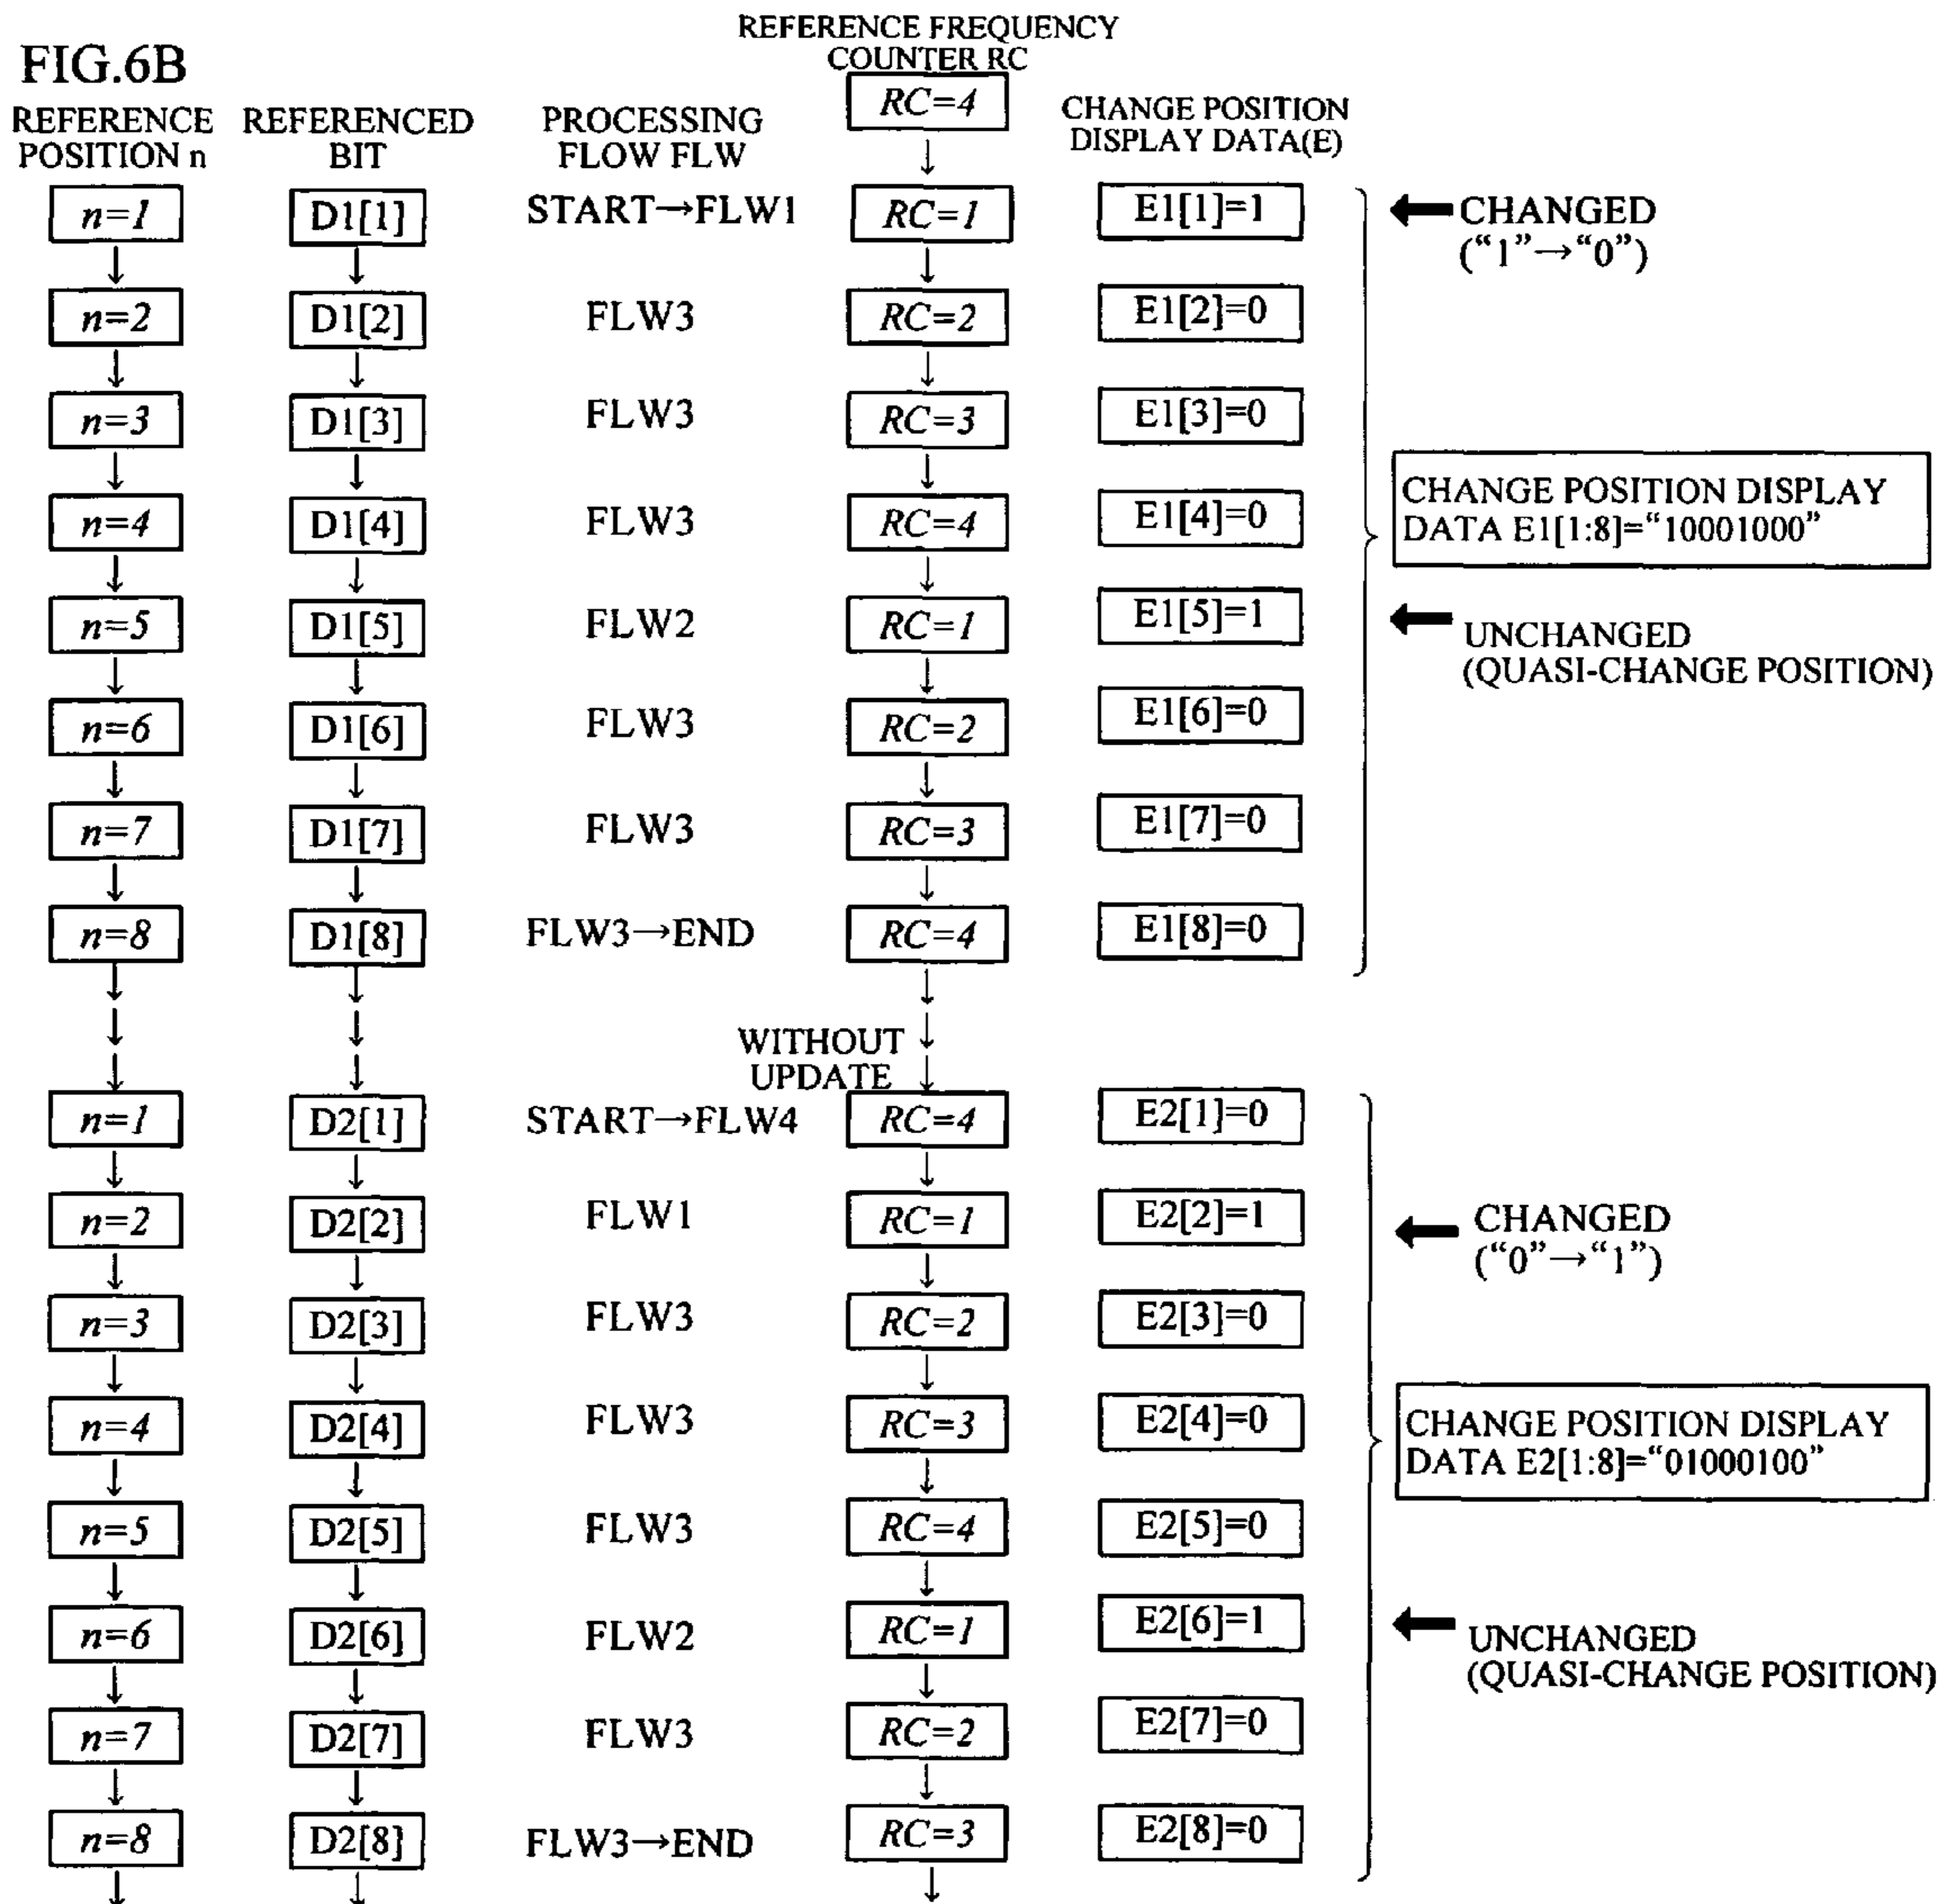 REFERENCE FREQUENCY
COUNTER RC
FIG.6B
RC=4
REFERENCE
POSITION n
REFERENCED
BIT
PROCESSING
FLOW FLW
CHANGE POSITION
DISPLAY DATA(E)
n=1 D1[1] START→FLW1 RC=1 E1[1]=1
CHANGED
(“1”→“0”)
n=2 D1[2] FLW3 RC=2 E1[2]=0
n=3 D1[3] FLW3 RC=3 E1[3]=0
n=4 D1[4] FLW3 RC=4 E1[4]=0
CHANGE POSITION DISPLAY
DATA E1[1:8]=“10001000”
n=5 D1[5] FLW2 RC=1 E1[5]=1
UNCHANGED
(QUASI-CHANGE POSITION)
n=6 D1[6] FLW3 RC=2 E1[6]=0
n=7 D1[7] FLW3 RC=3 E1[7]=0
n=8 D1[8] FLW3→END RC=4 E1[8]=0
WITHOUT
UPDATE
n=1 D2[1] START→FLW4 RC=4 E2[1]=0
n=2 D2[2] FLW1 RC=1 E2[2]=1
CHANGED
(“0”→“1”)
n=3 D2[3] FLW3 RC=2 E2[3]=0
n=4 D2[4] FLW3 RC=3 E2[4]=0
CHANGE POSITION DISPLAY
DATA E2[1:8]=“01000100”
n=5 D2[5] FLW3 RC=4 E2[5]=0
n=6 D2[6] FLW2 RC=1 E2[6]=1
UNCHANGED
(QUASI-CHANGE POSITION)
n=7 D2[7] FLW3 RC=2 E2[7]=0
n=8 D2[8] FLW3→END RC=3 E2[8]=0